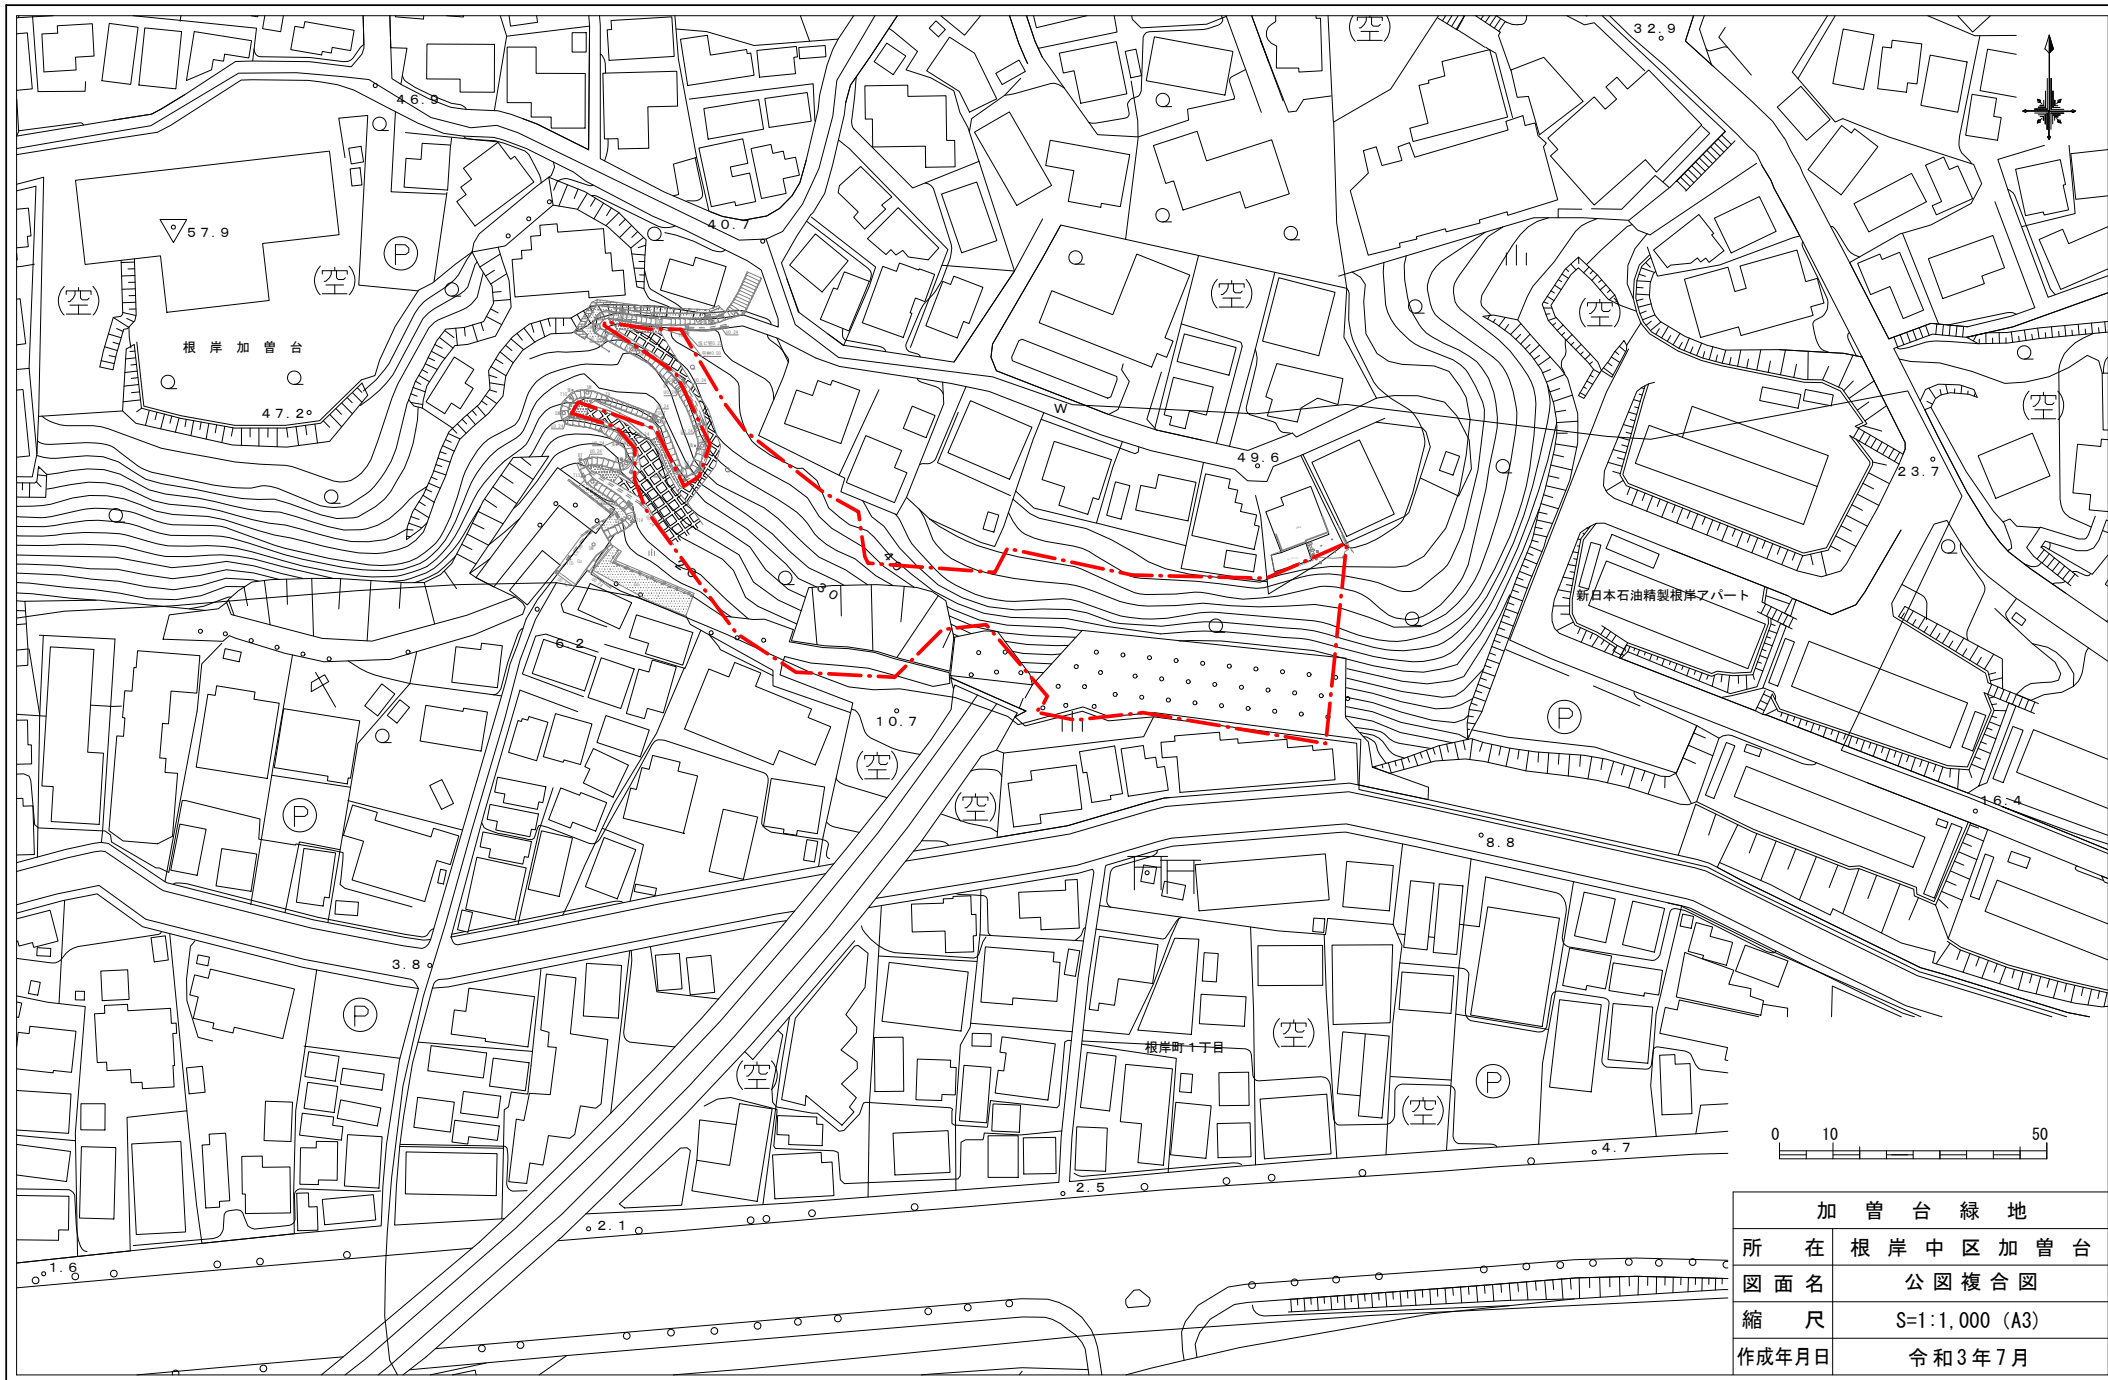 32.9
(空)
46.9
57.9
40.7
P
(空)
(空)
(空)
(空)
根岸加曽台
47.2
W
49.6
(空)
23.7
40
20
30
新日本石油精製根岸アパート
6.2
10.7
P
(空)
(空)
P
16.4
8.8
3.8
P
(空)
根岸町1丁目
(空)
P
(空)
4.7
2.5
2.1
1.6
0 10 50
加曽台緑地
所在 根岸中区加曽台
図面名 公図複合図
縮尺 S=1:1,000 (A3)
作成年月日 令和3年7月